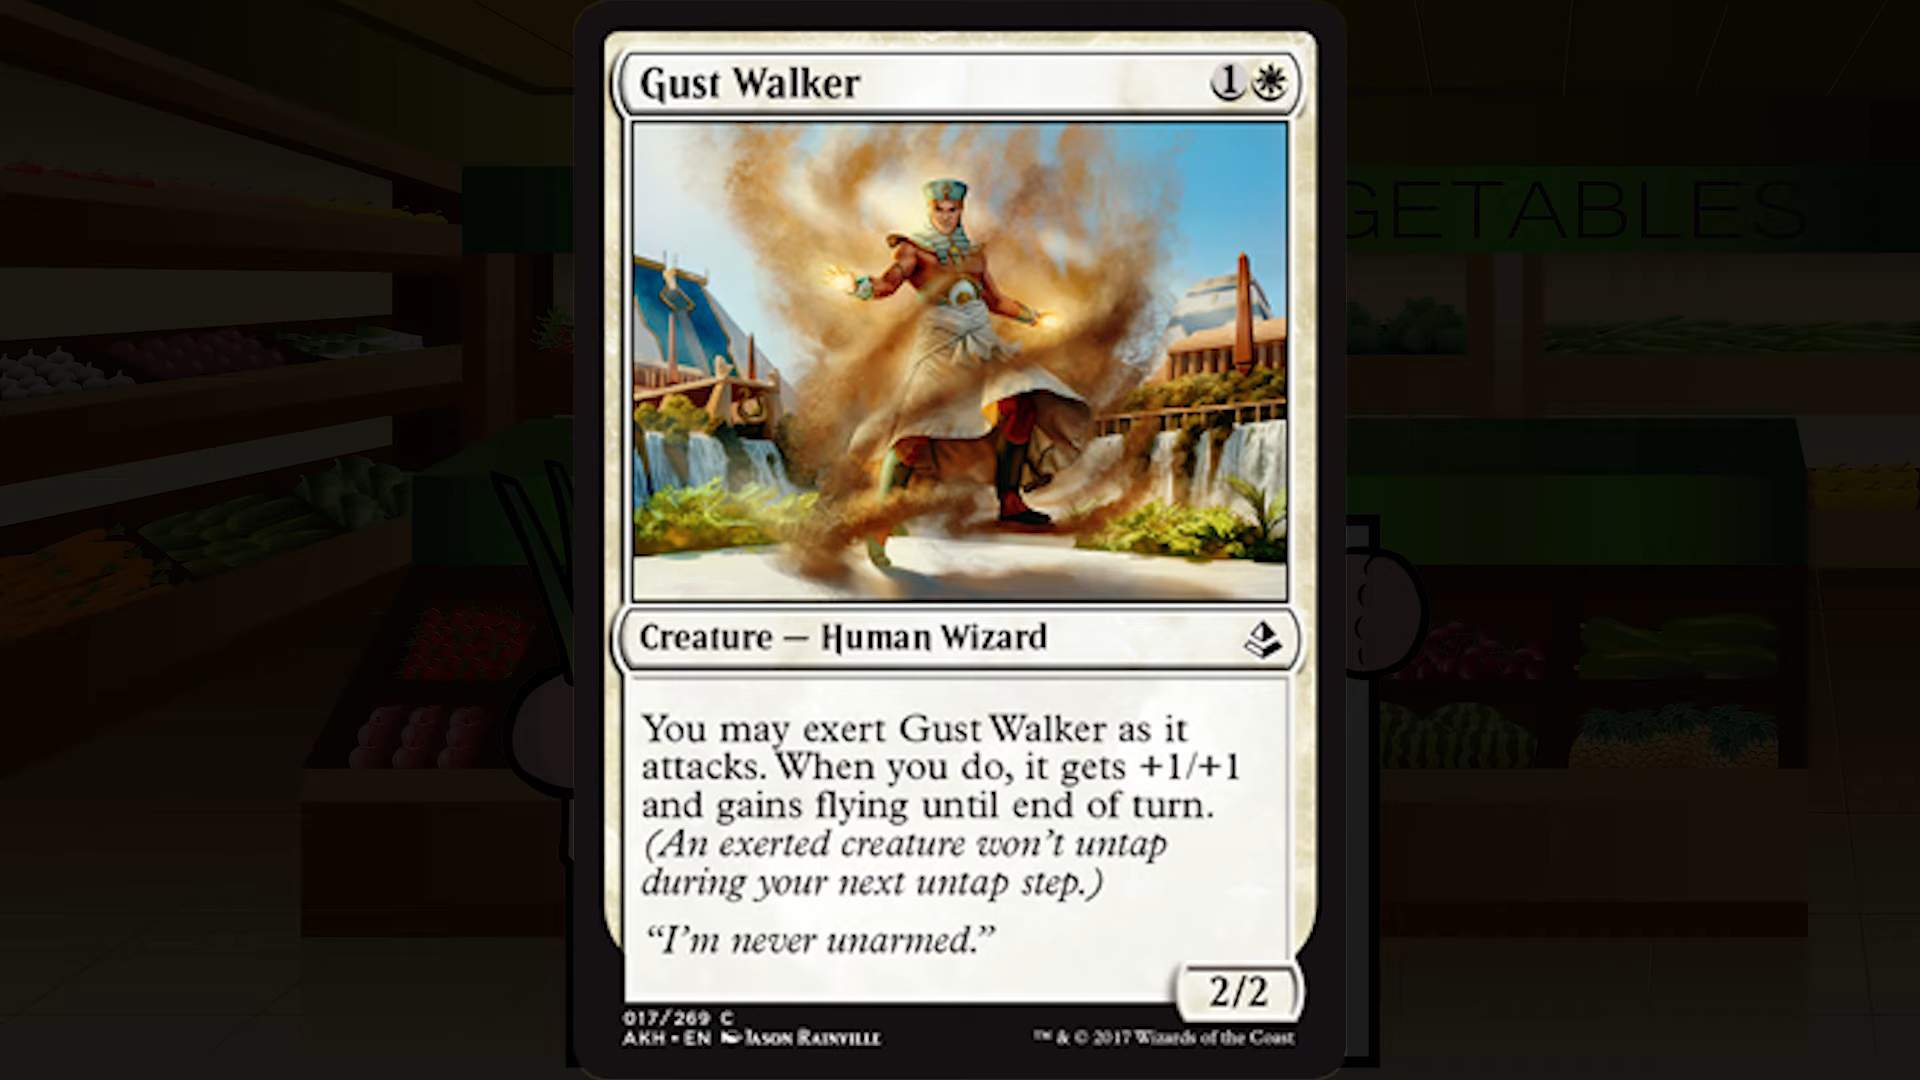 Gust Walker 1
GETABLES
Creature — Human Wizard
You may exert Gust Walker as it
attacks. When you do, it gets +1/+1
and gains flying until end of turn.
(An exerted creature won't untap
during your next untap step.)
“I'm never unarmed.”
2/2
017/269 C
AKH • EN Jason Rainville
™ & © 2017 Wizards of the Coast